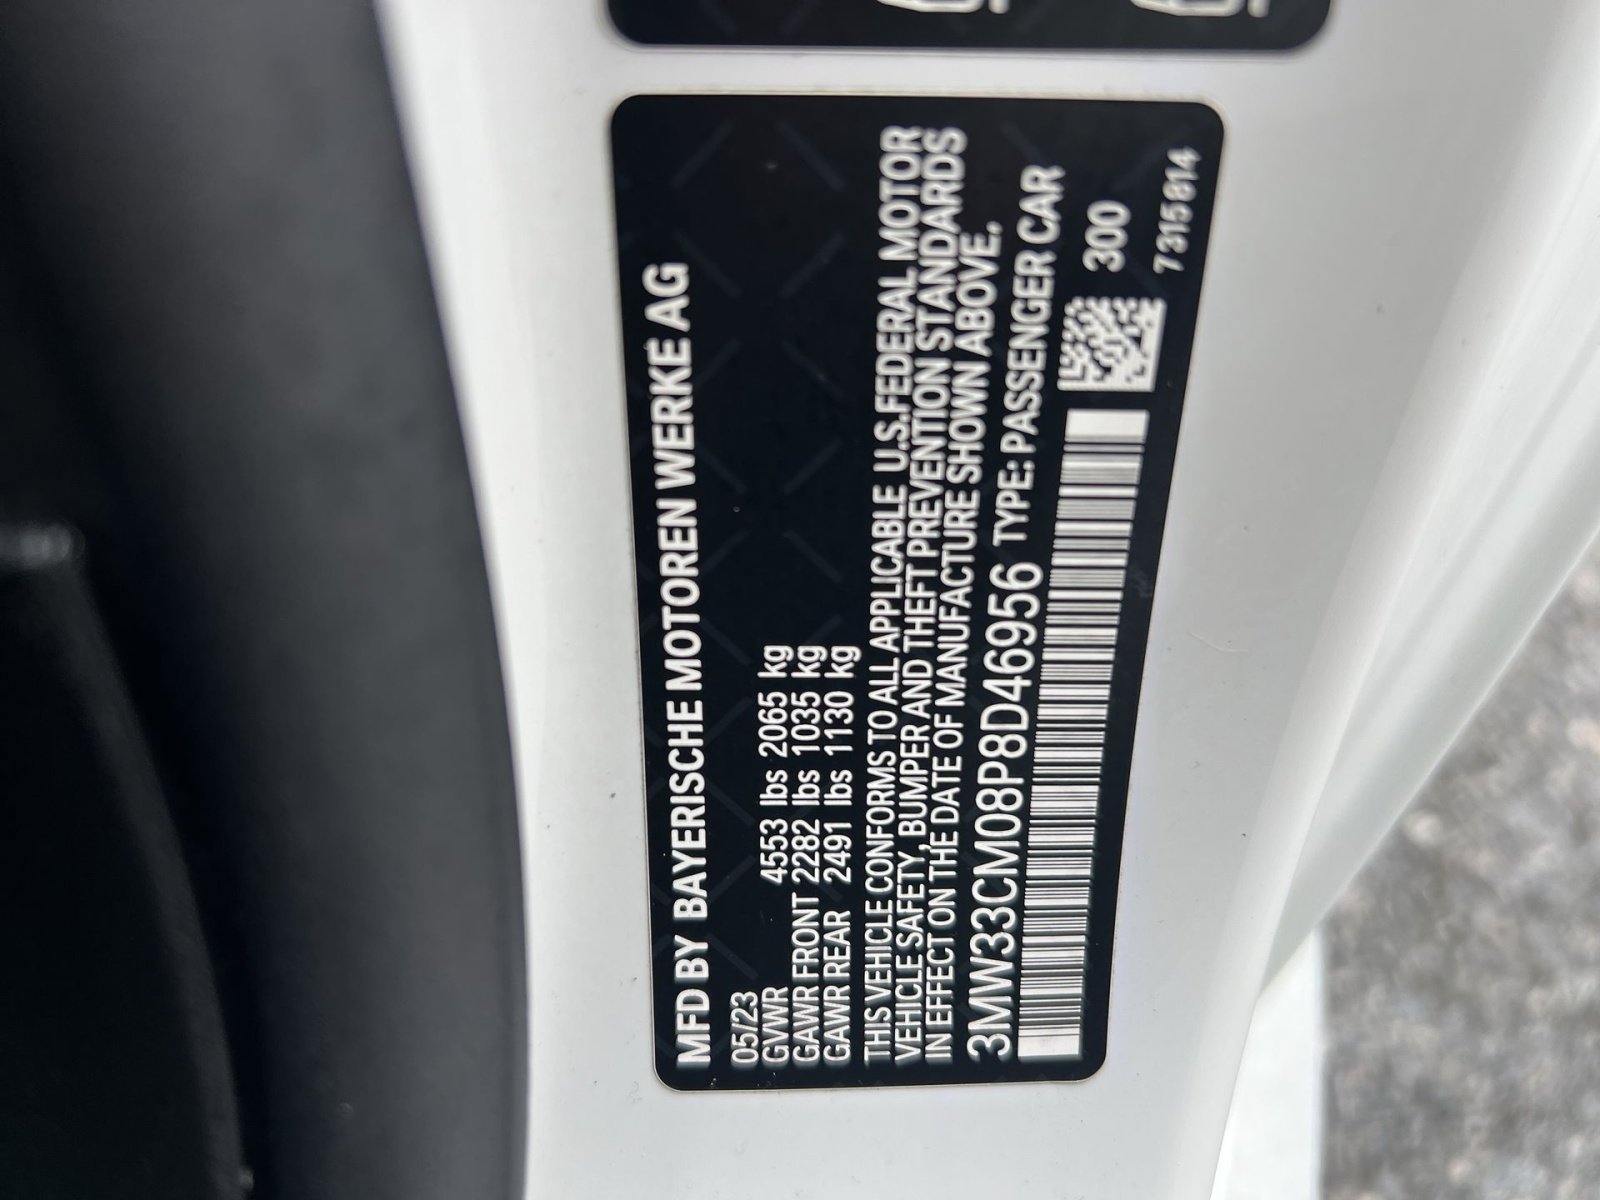 MFD BY BAYERISCHE MOTOREN WERKE AG
05/23
GVWR 4553 lbs 2065 kg
GAWR FRONT 2282 lbs 1035 kg
GAWR REAR 2491 lbs 1130 kg
THIS VEHICLE CONFORMS TO ALL APPLICABLE U.S.FEDERAL MOTOR
VEHICLE SAFETY, BUMPER AND THEFT PREVENTION STANDARDS
IN EFFECT ON THE DATE OF MANUFACTURE SHOWN ABOVE.
3MW33CM08P8D46956 TYPE: PASSENGER CAR
300
7315814